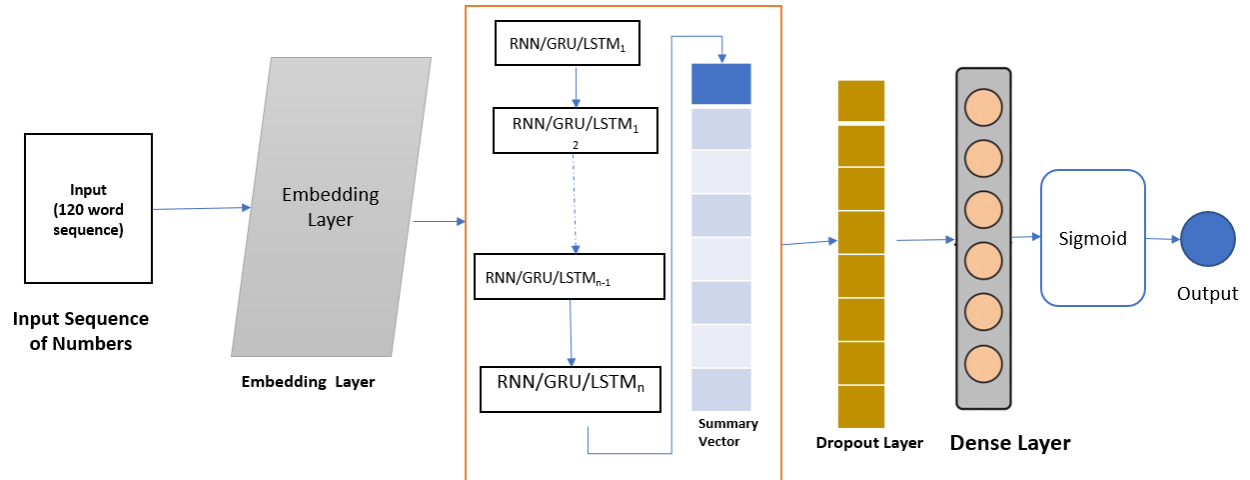 Input
(120 word
sequence)
Input Sequence
of Numbers
Embedding
Layer
Embedding Layer
RNN/GRU/LSTM1
RNN/GRU/LSTM1
2
RNN/GRU/LSTMn-1
RNN/GRU/LSTMn
Summary
Vector
Dropout Layer
Dense Layer
Sigmoid
Output